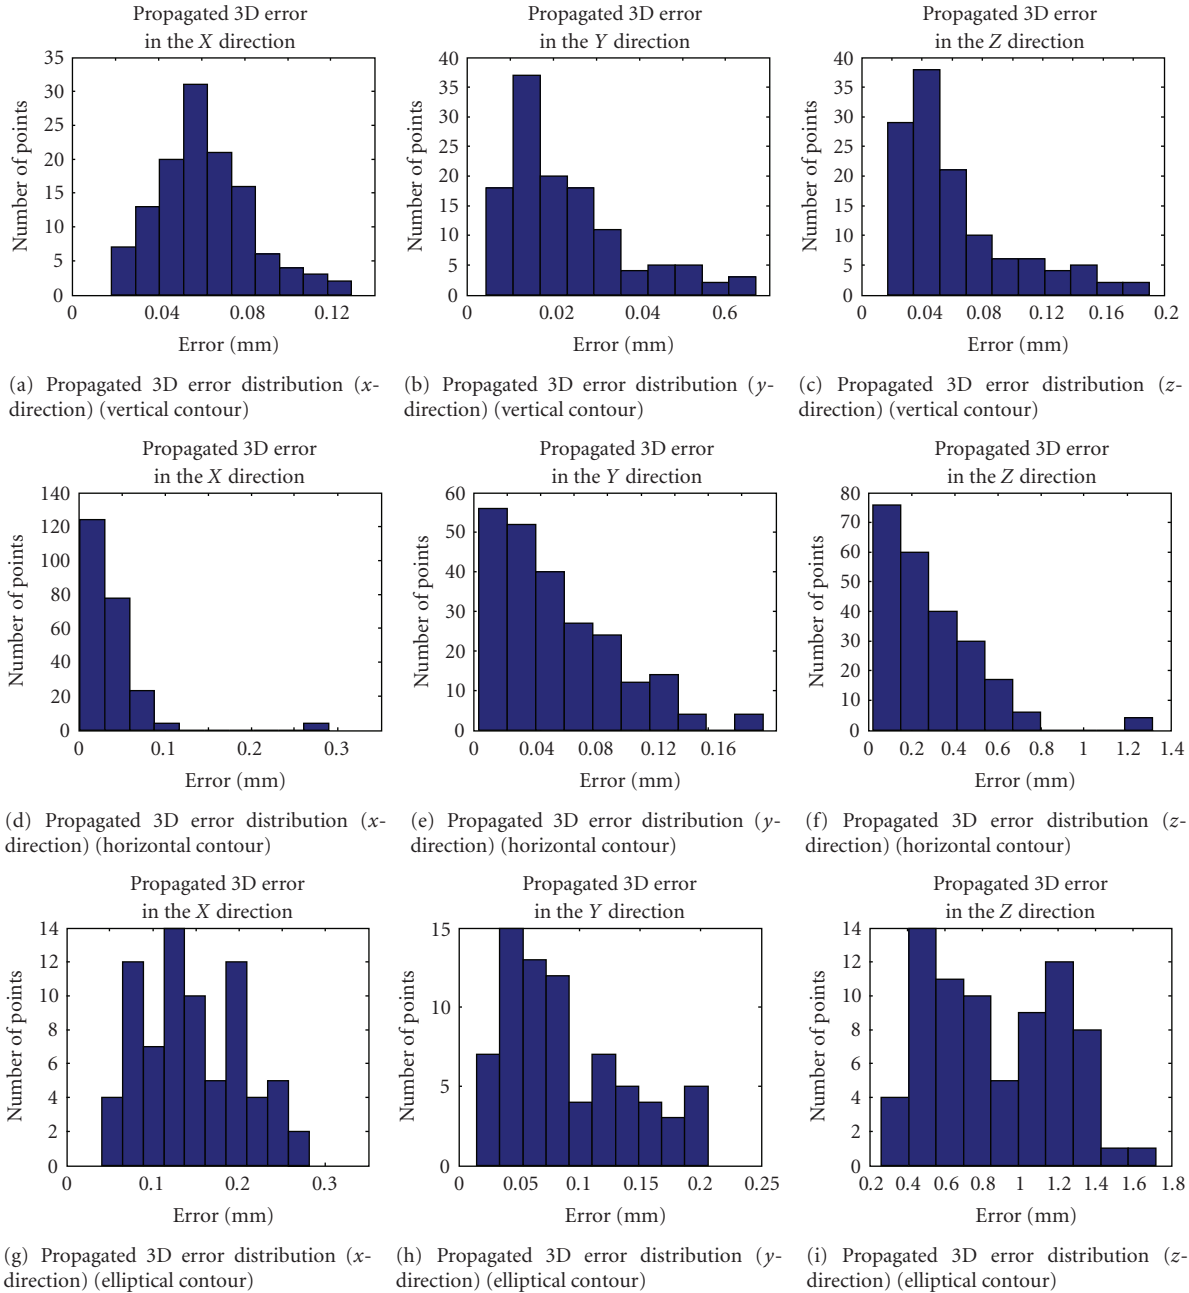 Propagated 3D error
in the X direction
35
30
25
20
15
10
5
0
Number of points
0
0.04
0.08
0.12
Error (mm)
(a) Propagated 3D error distribution (x-
direction) (vertical contour)
Propagated 3D error
in the Y direction
40
35
30
25
20
15
10
5
0
Number of points
0
0.02
0.04
0.6
Error (mm)
(b) Propagated 3D error distribution (y-
direction) (vertical contour)
Propagated 3D error
in the Z direction
40
35
30
25
20
15
10
5
0
Number of points
0
0.04
0.08
0.12
0.16
0.2
Error (mm)
(c) Propagated 3D error distribution (z-
direction) (vertical contour)
Propagated 3D error
in the X direction
140
120
100
80
60
40
20
0
Number of points
0
0.1
0.2
0.3
Error (mm)
(d) Propagated 3D error distribution (x-
direction) (horizontal contour)
Propagated 3D error
in the Y direction
60
50
40
30
20
10
0
Number of points
0
0.04
0.08
0.12
0.16
Error (mm)
(e) Propagated 3D error distribution (y-
direction) (horizontal contour)
Propagated 3D error
in the Z direction
80
70
60
50
40
30
20
10
0
Number of points
0
0.2
0.4
0.6
0.8
1
1.2
1.4
Error (mm)
(f) Propagated 3D error distribution (z-
direction) (horizontal contour)
Propagated 3D error
in the X direction
14
12
10
8
6
4
2
0
Number of points
0
0.1
0.2
0.3
Error (mm)
(g) Propagated 3D error distribution (x-
direction) (elliptical contour)
Propagated 3D error
in the Y direction
15
10
5
0
Number of points
0
0.05
0.1
0.15
0.2
0.25
Error (mm)
(h) Propagated 3D error distribution (y-
direction) (elliptical contour)
Propagated 3D error
in the Z direction
14
12
10
8
6
4
2
0
Number of points
0.2
0.4
0.6
0.8
1
1.2
1.4
1.6
1.8
Error (mm)
(i) Propagated 3D error distribution (z-
direction) (elliptical contour)